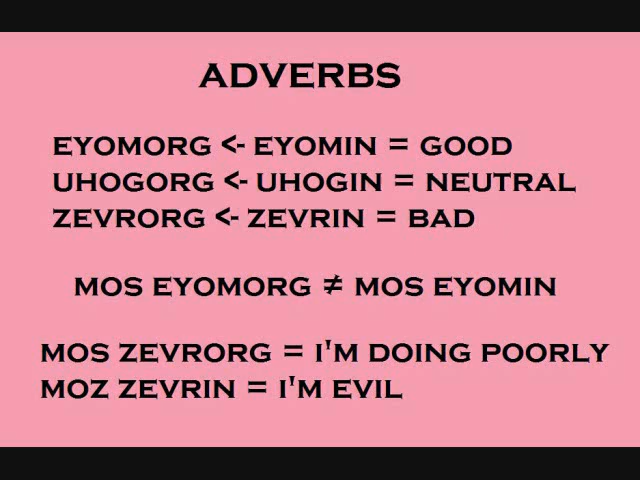 ADVERBS
EYOMORG <- EYOMIN = GOOD
UHOGORG <- UHOGIN = NEUTRAL
ZEVRORG <- ZEVRIN = BAD
MOS EYOMORG ≠ MOS EYOMIN
MOS ZEVRORG = I'M DOING POORLY
MOZ ZEVRIN = I'M EVIL